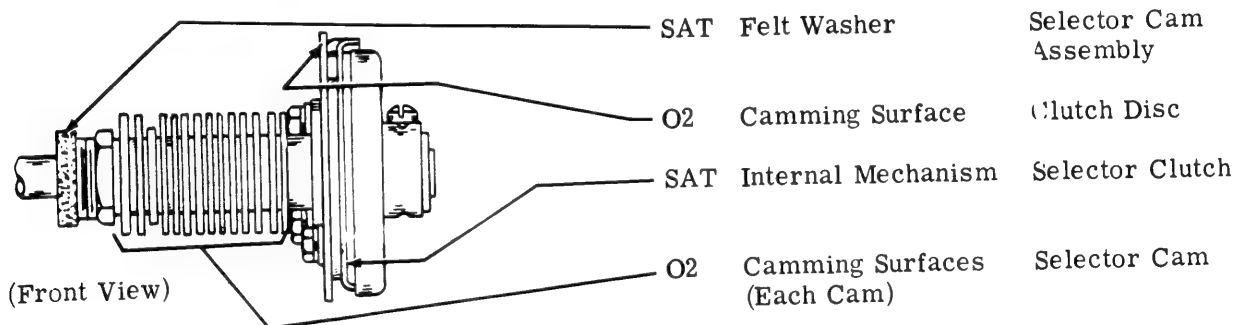 SAT Felt Washer Selector Cam
Assembly
O2 Camming Surface Clutch Disc
SAT Internal Mechanism Selector Clutch
O2 Camming Surfaces Selector Cam
(Each Cam)
(Front View)